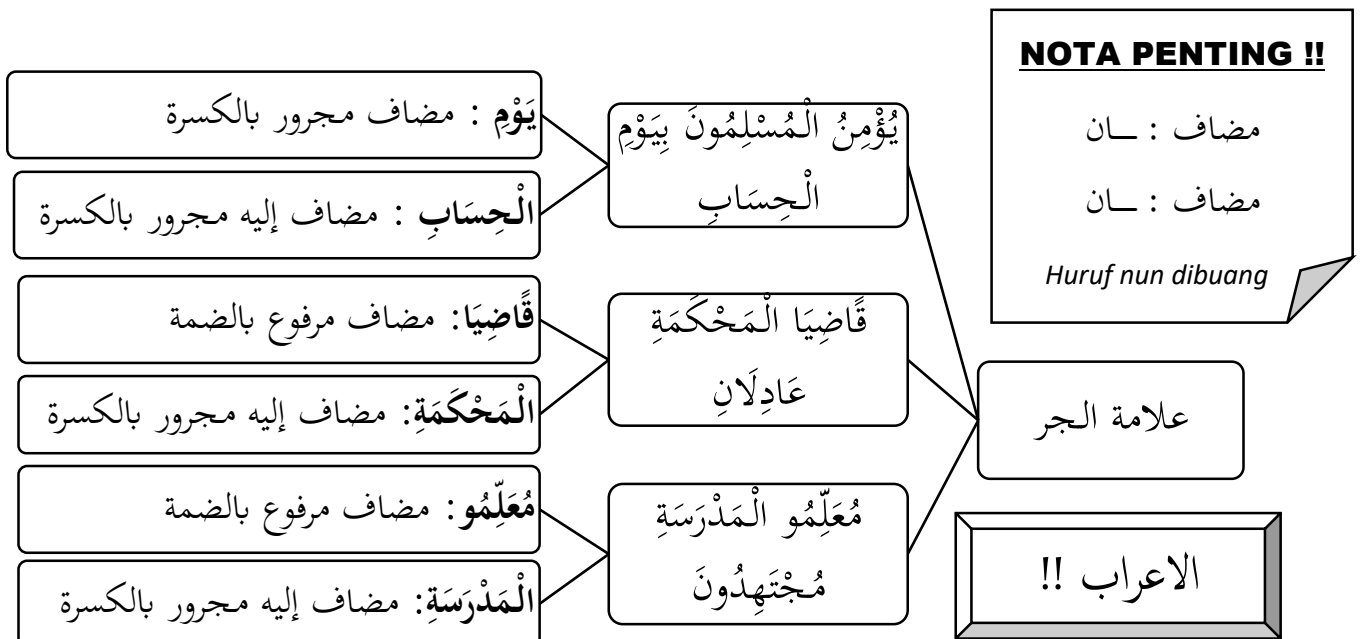 NOTA PENTING !!
مضاف : ـــان
مضاف : ـــان
Huruf nun dibuang
علامة الجر
الاعراب !!
يُؤْمِنُ الْمُسْلِمُونَ بِيَوْمِ
الْحِسَابِ
يَوْمِ : مضاف مجرور بالكسرة
الْحِسَابِ : مضاف إليه مجرور بالكسرة
قًاضِيَا الْمَحْكَمَةِ
عَادِلَانِ
قًاضِيَا: مضاف مرفوع بالضمة
الْمَحْكَمَةِ: مضاف إليه مجرور بالكسرة
مُعَلِّمُو الْمَدْرَسَةِ
مُجْتَهِدُونَ
مُعَلِّمُو: مضاف مرفوع بالضمة
الْمَدْرَسَةِ: مضاف إليه مجرور بالكسرة